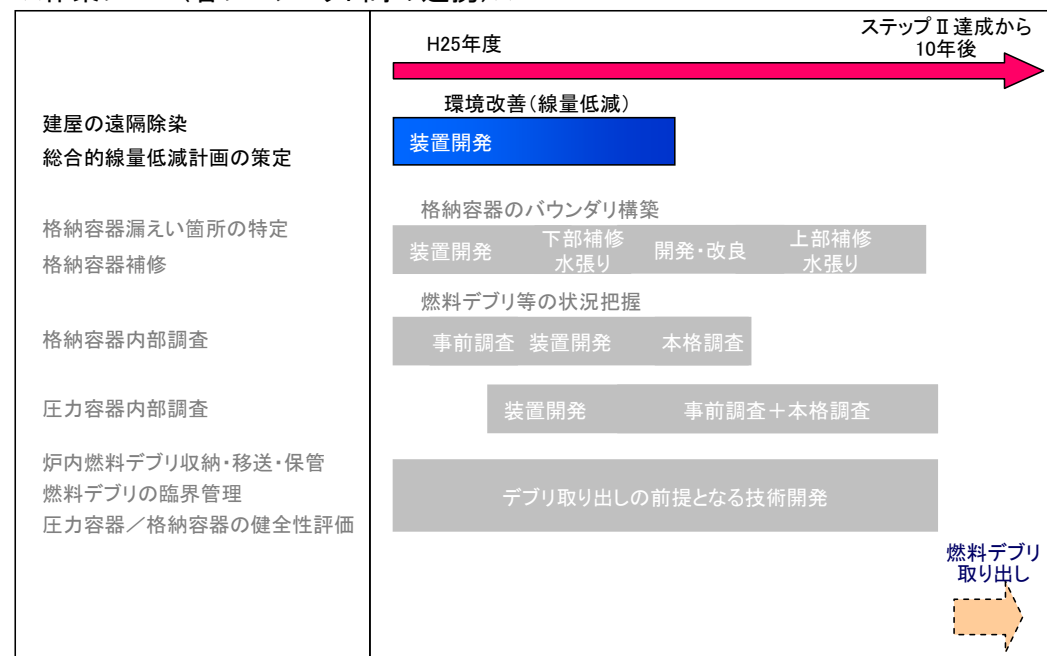 ステップⅡ達成から
H25年度
10年後
環境改善(線量低減)
建屋の遠隔除染
装置開発
総合的線量低減計画の策定
格納容器のバウンダリ構築
格納容器漏えい箇所の特定
格納容器補修
装置開発
下部補修
水張り
開発・改良
上部補修
水張り
燃料デブリ等の状況把握
格納容器内部調査
事前調査 装置開発 本格調査
圧力容器内部調査
装置開発 事前調査+本格調査
炉内燃料デブリ収納・移送・保管
燃料デブリの臨界管理
圧力容器/格納容器の健全性評価
デブリ取り出しの前提となる技術開発
燃料デブリ
取り出し